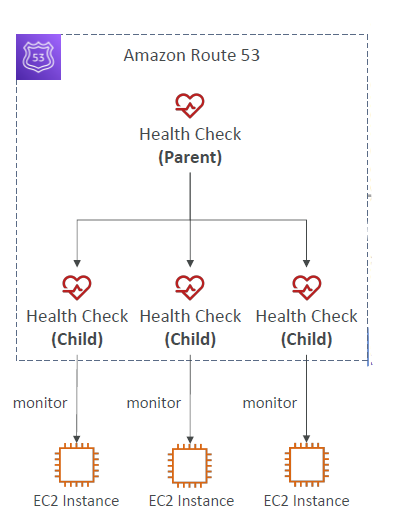 53
Amazon Route 53
Health Check
(Parent)
Health Check
(Child)
Health Check
(Child)
Health Check
(Child)
monitor
monitor
monitor
EC2 Instance
EC2 Instance
EC2 Instance